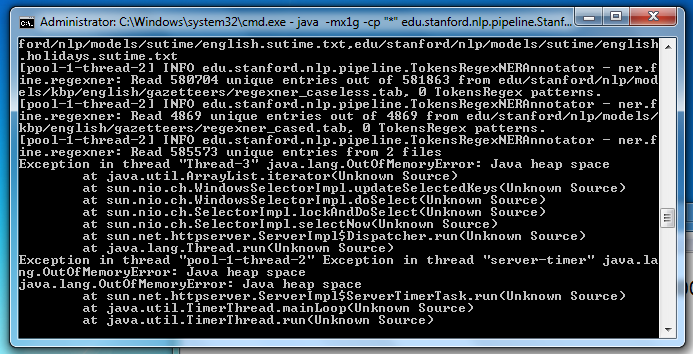 Administrator: C:\Windows\system32\cmd.exe - java -mx1g -cp "*" edu.stanford.nlp.pipeline.Stanf...
ford/nlp/models/sutime/english.sutime.txt,edu/stanford/nlp/models/sutime/english
.holidays.sutime.txt
[pool-1-thread-2] INFO edu.stanford.nlp.pipeline.TokensRegexNERAnnotator - ner.f
ine.regexner: Read 580704 unique entries out of 581863 from edu/stanford/nlp/mod
els/kbp/english/gazetteers/regexner_caseless.tab, 0 TokensRegex patterns.
[pool-1-thread-2] INFO edu.stanford.nlp.pipeline.TokensRegexNERAnnotator - ner.f
ine.regexner: Read 4869 unique entries out of 4869 from edu/stanford/nlp/models/
kbp/english/gazetteers/regexner_cased.tab, 0 TokensRegex patterns.
[pool-1-thread-2] INFO edu.stanford.nlp.pipeline.TokensRegexNERAnnotator - ner.f
ine.regexner: Read 585573 unique entries from 2 files
Exception in thread "Thread-3" java.lang.OutOfMemoryError: Java heap space
at java.util.ArrayList.iterator(Unknown Source)
at sun.nio.ch.WindowsSelectorImpl.updateSelectedKeys(Unknown Source)
at sun.nio.ch.WindowsSelectorImpl.doSelect(Unknown Source)
at sun.nio.ch.SelectorImpl.lockAndDoSelect(Unknown Source)
at sun.nio.ch.SelectorImpl.selectNow(Unknown Source)
at sun.net.httpserver.ServerImpl$Dispatcher.run(Unknown Source)
at java.lang.Thread.run(Unknown Source)
Exception in thread "pool-1-thread-2" Exception in thread "server-timer" java.la
ng.OutOfMemoryError: Java heap space
java.lang.OutOfMemoryError: Java heap space
at sun.net.httpserver.ServerImpl$ServerTimerTask.run(Unknown Source)
at java.util.TimerThread.mainLoop(Unknown Source)
at java.util.TimerThread.run(Unknown Source)